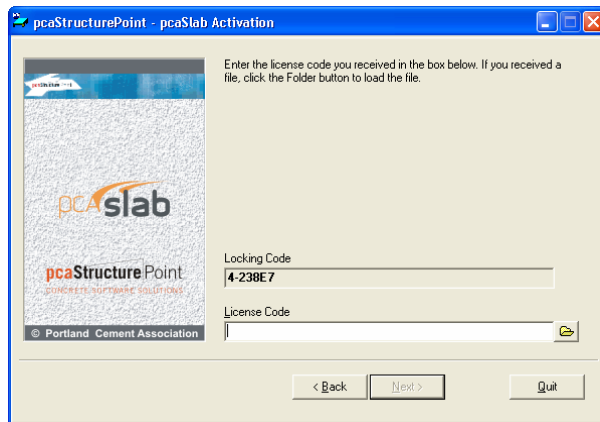 pcaStructurePoint - pcaSlab Activation
Enter the license code you received in the box below. If you received a
file, click the Folder button to load the file.
pcaStructurePoint
pcaslab
pcaStructurePoint
CONCRETE SOFTWARE SOLUTIONS
© Portland Cement Association
Locking Code
4-238E7
License Code
< Back
Next >
Quit